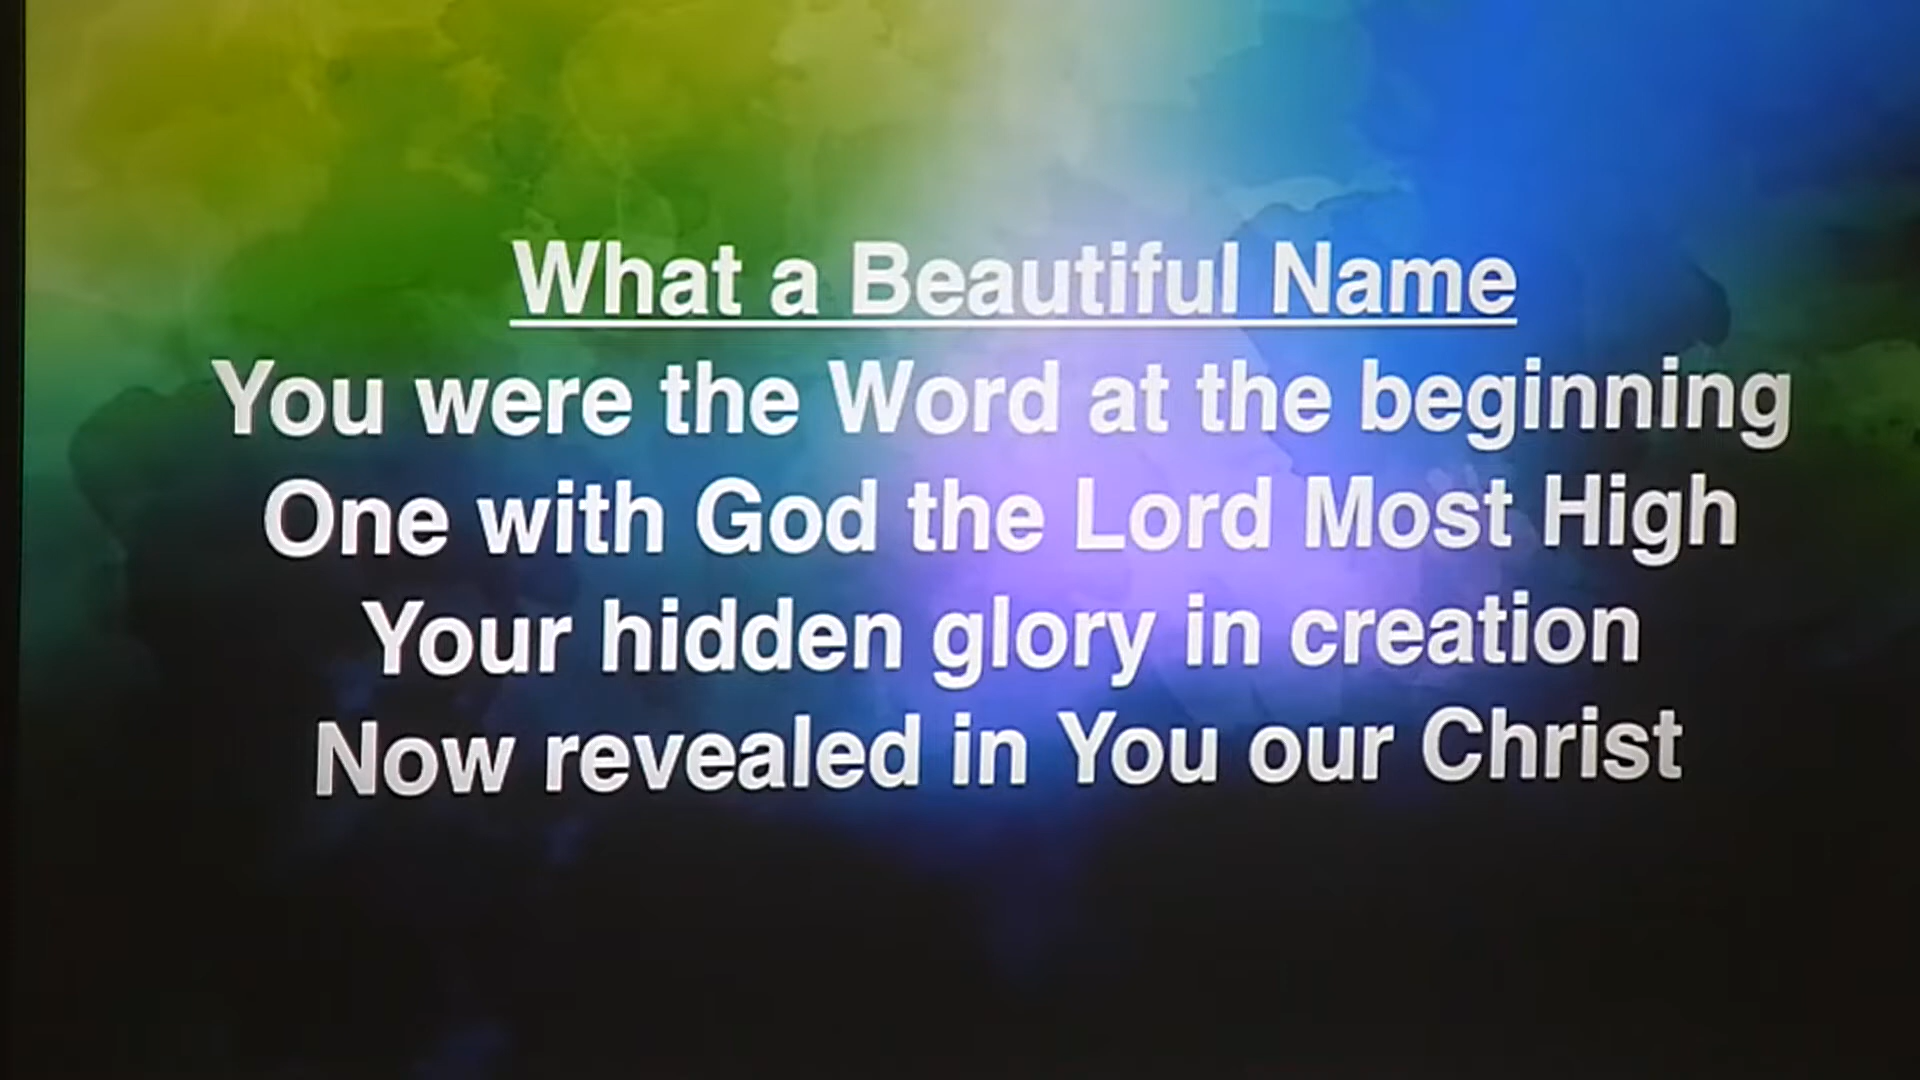 What a Beautiful Name
You were the Word at the beginning
One with God the Lord Most High
Your hidden glory in creation
Now revealed in You our Christ